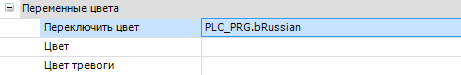 Переменные цвета
Переключить цвет PLC_PRG.bRussian
Цвет
Цвет тревоги